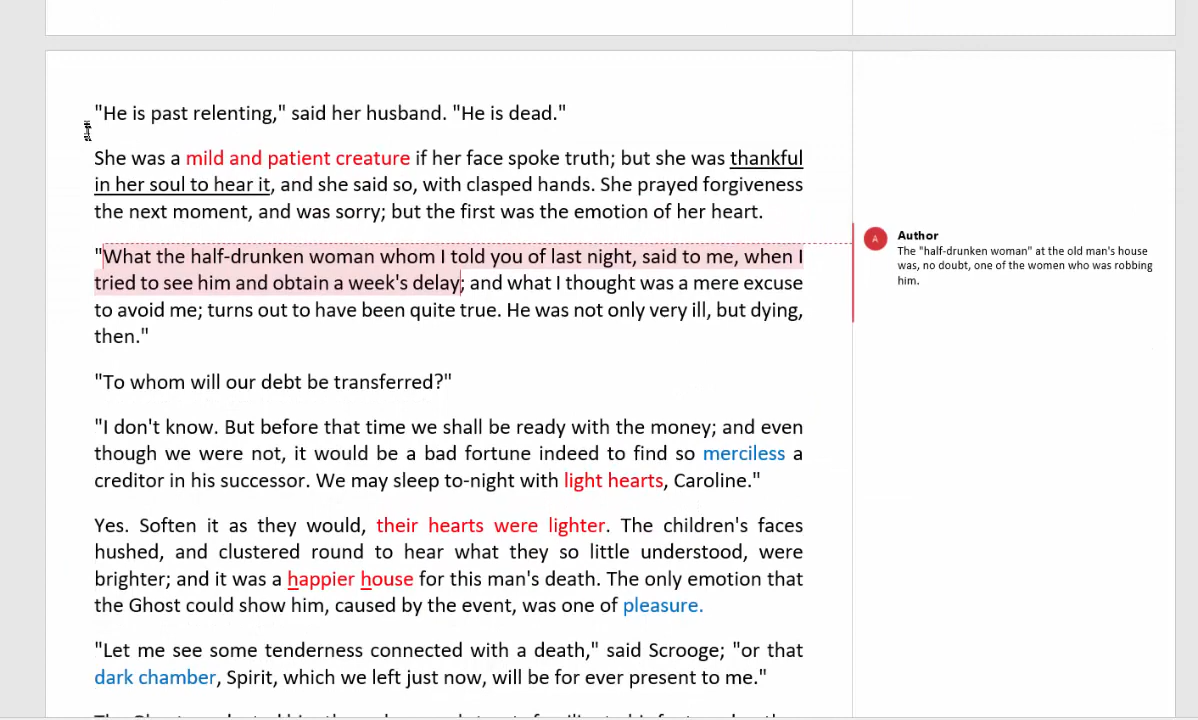 "He is past relenting," said her husband. "He is dead."
She was a mild and patient creature if her face spoke truth; but she was thankful
in her soul to hear it, and she said so, with clasped hands. She prayed forgiveness
the next moment, and was sorry; but the first was the emotion of her heart.
"What the half-drunken woman whom I told you of last night, said to me, when I
tried to see him and obtain a week's delay; and what I thought was a mere excuse
to avoid me; turns out to have been quite true. He was not only very ill, but dying,
then."
"To whom will our debt be transferred?"
"I don't know. But before that time we shall be ready with the money; and even
though we were not, it would be a bad fortune indeed to find so merciless a
creditor in his successor. We may sleep to-night with light hearts, Caroline."
Yes. Soften it as they would, their hearts were lighter. The children's faces
hushed, and clustered round to hear what they so little understood, were
brighter; and it was a happier house for this man's death. The only emotion that
the Ghost could show him, caused by the event, was one of pleasure.
"Let me see some tenderness connected with a death," said Scrooge; "or that
dark chamber, Spirit, which we left just now, will be for ever present to me."
A
Author
The "half-drunken woman" at the old man's house
was, no doubt, one of the women who was robbing
him.